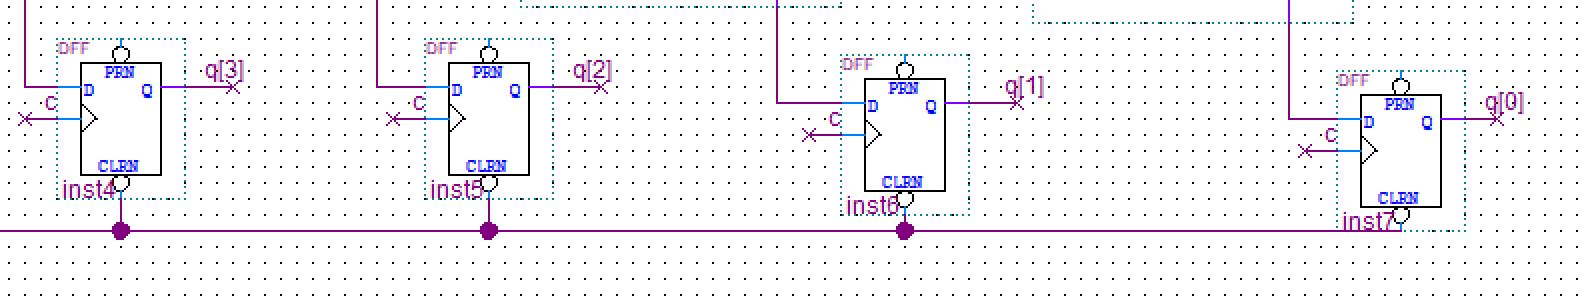 DFF
PRN
D
Q
q[3]
C
CLRN
inst4
DFF
PRN
D
Q
q[2]
C
CLRN
inst5
DFF
PRN
D
Q
q[1]
C
CLRN
inst6
DFF
PRN
D
Q
q[0]
C
CLRN
inst7